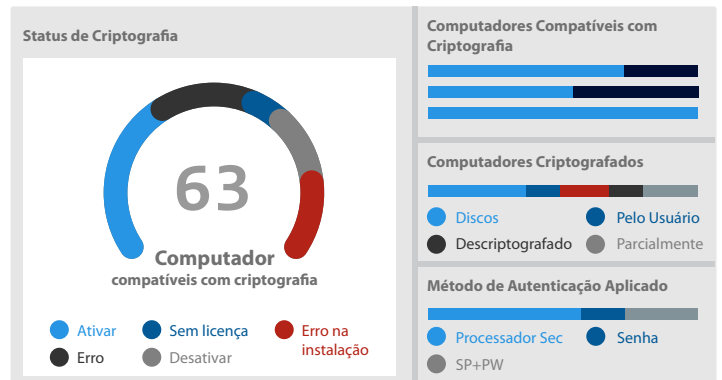 Status de Criptografia
63
Computador
compatíveis com criptografia
Ativar
Sem licença
Erro na
instalação
Erro
Desativar
Computadores Compatíveis com
Criptografia
Computadores Criptografados
Discos
Pelo Usuário
Descriptografado
Parcialmente
Método de Autenticação Aplicado
Processador Sec
Senha
SP+PW